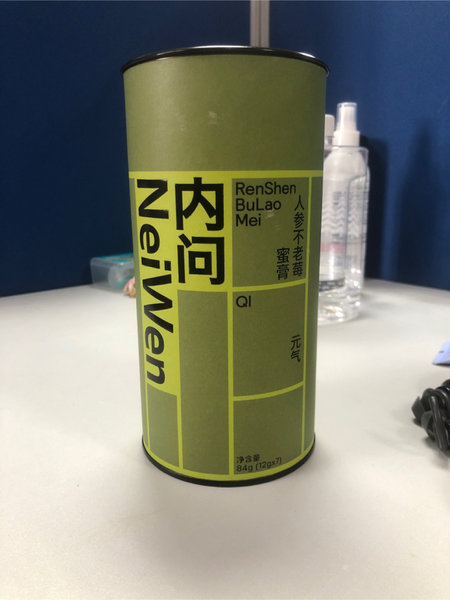 内问
NeiWen
RenShen
BuLao
Mei
人参不老莓
蜜膏
QI
元气
净含量
84g (12gx7)